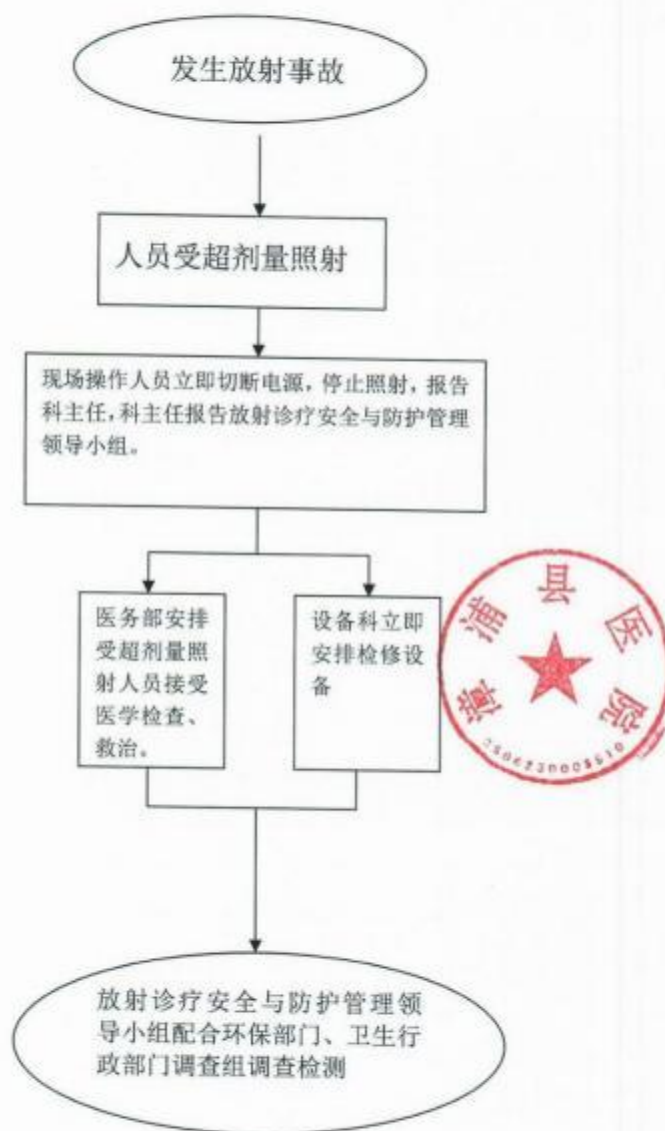 发生放射事故
人员受超剂量照射
现场操作人员立即切断电源，停止照射，报告
科主任，科主任报告放射诊疗安全与防护管理
领导小组。
医务部安排
受超剂量照
射人员接受
医学检查、
救治。
设备科立即
安排检修设
备
漳浦县医院
3506230003510
放射诊疗安全与防护管理领
导小组配合环保部门、卫生行
政部门调查组调查检测